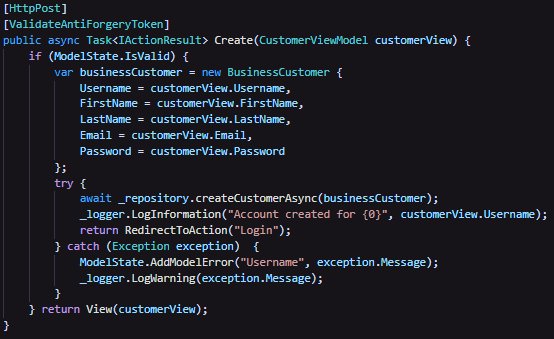 [HttpPost]
[ValidateAntiForgeryToken]
public async Task<IActionResult> Create(CustomerViewModel customerView) {
    if (ModelState.IsValid) {
        var businessCustomer = new BusinessCustomer {
            Username = customerView.Username,
            FirstName = customerView.FirstName,
            LastName = customerView.LastName,
            Email = customerView.Email,
            Password = customerView.Password
        };
        try {
            await _repository.createCustomerAsync(businessCustomer);
            _logger.LogInformation("Account created for {0}", customerView.Username);
            return RedirectToAction("Login");
        } catch (Exception exception)  {
            ModelState.AddModelError("Username", exception.Message);
            _logger.LogWarning(exception.Message);
        }
    } return View(customerView);
}